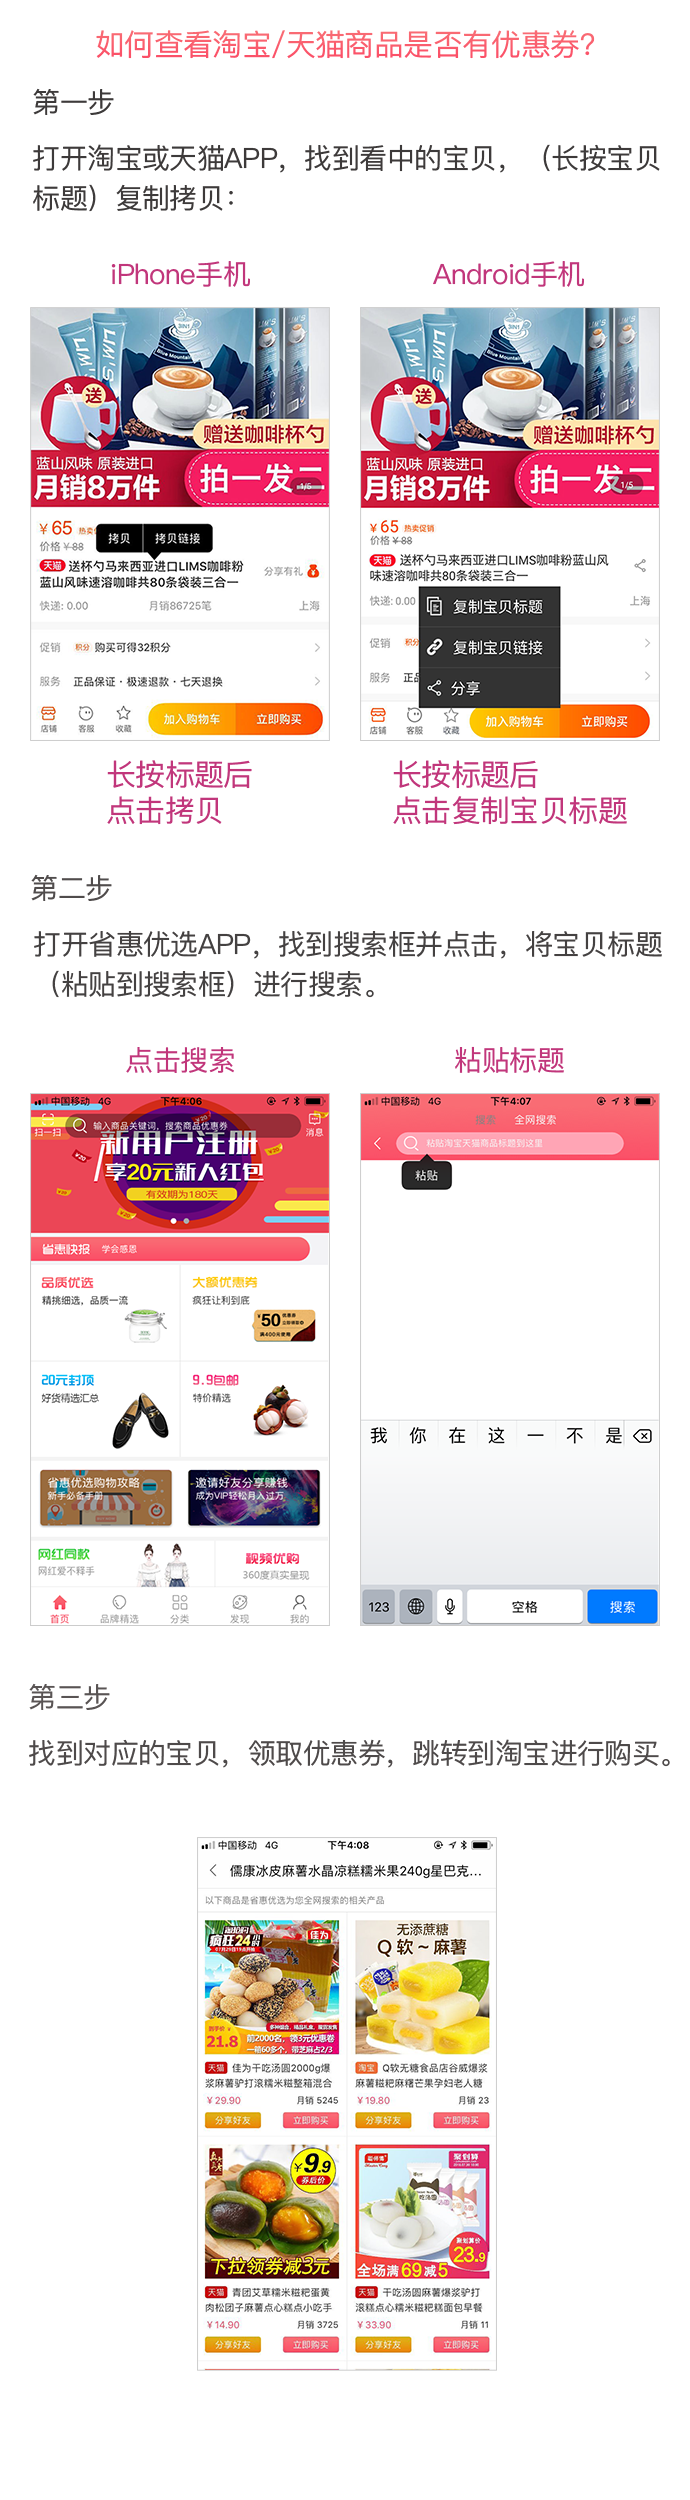 如何查看淘宝/天猫商品是否有优惠券?
第一步
打开淘宝或天猫APP，找到看中的宝贝，（长按宝贝
标题）复制拷贝：
iPhone手机
Android手机
3IN1
Blue Mountain
LIM'S
送
赠送咖啡杯勺
蓝山风味 原装进口
月销8万件
拍一发二
1/5
¥65
价格 ¥88
拷贝
拷贝链接
天猫 送杯勺马来西亚进口LIMS咖啡粉
蓝山风味速溶咖啡共80条袋装三合一
分享有礼
快递: 0.00
月销86725笔
上海
促销 积分 购买可得32积分
服务 正品保证 · 极速退款 · 七天退换
店铺
客服
收藏
加入购物车
立即购买
3IN1
Blue Mountain
LIM'S
送
赠送咖啡杯勺
蓝山风味 原装进口
月销8万件
拍一发二
1/5
¥65 热卖促销
价格 ¥88
天猫 送杯勺马来西亚进口LIMS咖啡粉蓝山风
味速溶咖啡共80条袋装三合一
快递: 0.00
上海
复制宝贝标题
复制宝贝链接
分享
促销 积分
服务
店铺
客服
收藏
加入购物车
立即购买
长按标题后
点击拷贝
长按标题后
点击复制宝贝标题
第二步
打开省惠优选APP，找到搜索框并点击，将宝贝标题
（粘贴到搜索框）进行搜索。
点击搜索
粘贴标题
中国移动 4G
下午4:06
扫一扫
输入商品关键词，搜索商品优惠券
消息
新用户注册
享20元新人红包
有效期为180天
省惠快报 学会感恩
品质优选
精挑细选，品质一流
大额优惠券
疯狂让利到底
¥50 优惠券
满400元使用
20元封顶
好货精选汇总
9.9包邮
特价精选
省惠优选购物攻略
新手必备手册
邀请好友分享赚钱
成为VIP轻松月入过万
网红同款
网红爱不释手
视频优购
360度真实呈现
首页
品牌精选
分类
发现
我的
中国移动 4G
下午4:07
搜索
全网搜索
粘贴淘宝天猫商品标题到这里
粘贴
我 你 在 这 一 不 是
123
空格
搜索
第三步
找到对应的宝贝，领取优惠券，跳转到淘宝进行购买。
中国移动 4G
下午4:08
儒康冰皮麻薯水晶凉糕糯米果240g星巴克...
以下商品是省惠优选为您全网搜索的相关产品
疯狂24小时
佳为
21.8
前2000名，领3元优惠卷
一箱60多个，带芝麻占2/3
天猫 佳为干吃汤圆2000g爆
浆麻薯驴打滚糯米糍整箱混合
¥29.90
月销 5245
分享好友
立即购买
无添蔗糖
Q软~麻薯
淘宝 Q软无糖食品店谷威爆浆
麻薯糍粑麻糬芒果孕妇老人糖
¥19.80
月销 23
分享好友
立即购买
¥9.9
券后价
下拉领券减3元
天猫 青团艾草糯米糍粑蛋黄
肉松团子麻薯点心糕点小吃手
¥14.90
月销 3725
分享好友
立即购买
聚划算
吃汤圆
聚划算价
23.9
全场满69减5
天猫 干吃汤圆麻薯爆浆驴打
滚糕点心糯米糍粑糕面包早餐
¥33.90
月销 11
分享好友
立即购买